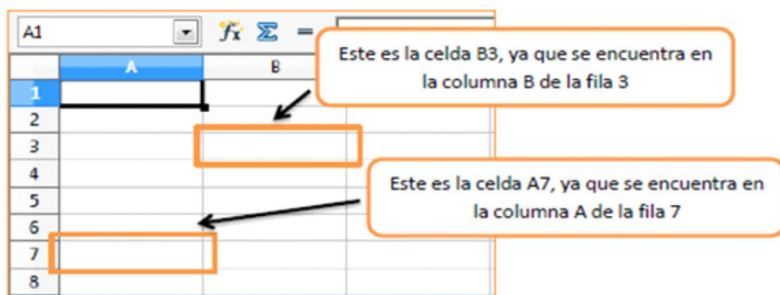 A1
A B
Este es la celda B3, ya que se encuentra en
la columna B de la fila 3
1
2
3
4
Este es la celda A7, ya que se encuentra en
la columna A de la fila 7
5
6
7
8